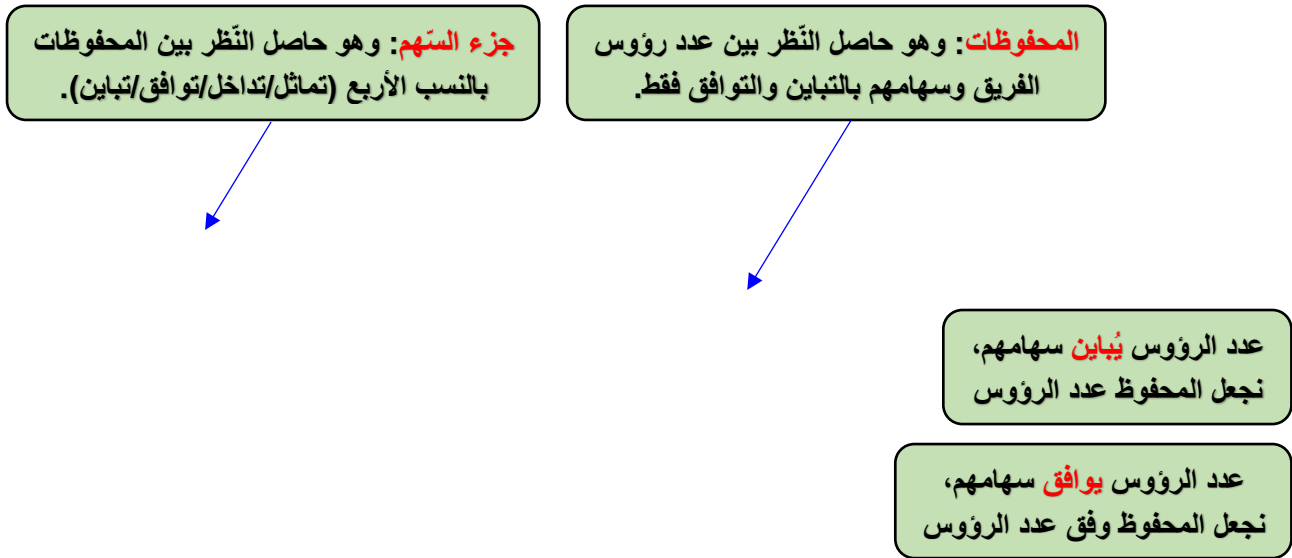 المحفوظات: وهو حاصل النّظر بين عدد رؤوس
الفريق وسهامهم بالتباين والتوافق فقط.
جزء السّهم: وهو حاصل النّظر بين المحفوظات
بالنسب الأربع (تماثل/تداخل/توافق/تباين).
عدد الرؤوس يُباين سهامهم،
نجعل المحفوظ عدد الرؤوس
عدد الرؤوس يوافق سهامهم،
نجعل المحفوظ وفق عدد الرؤوس